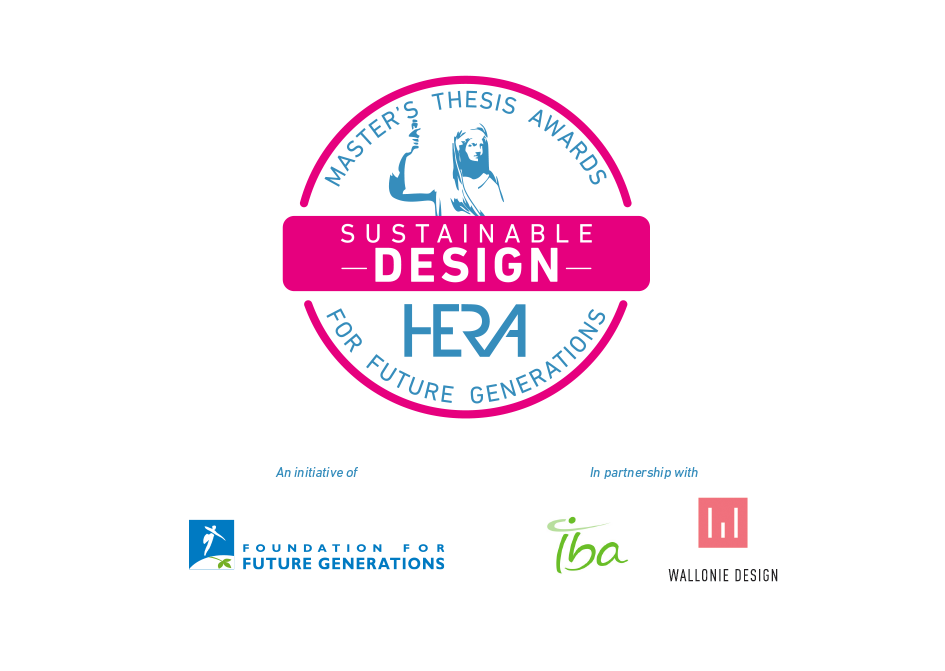 MASTER'S THESIS AWARDS
SUSTAINABLE
DESIGN
HERA
FOR FUTURE GENERATIONS
An initiative of
In partnership with
FOUNDATION FOR
FUTURE GENERATIONS
iba
WALLONIE DESIGN